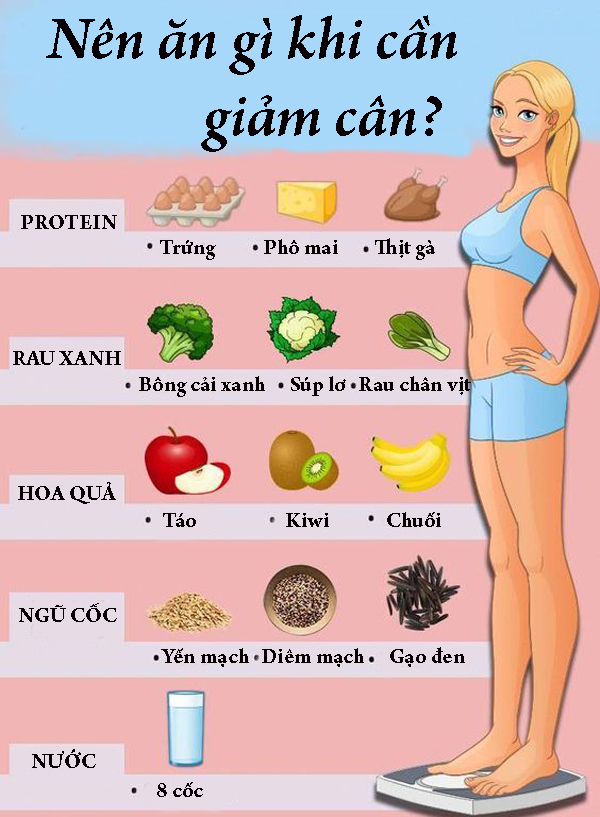 Nên ăn gì khi cần
giảm cân?
PROTEIN
• Trứng • Phô mai • Thịt gà
RAU XANH
• Bông cải xanh • Súp lơ • Rau chân vịt
HOA QUẢ
• Táo • Kiwi • Chuối
NGŨ CỐC
• Yến mạch • Diêm mạch • Gạo đen
NƯỚC
• 8 cốc